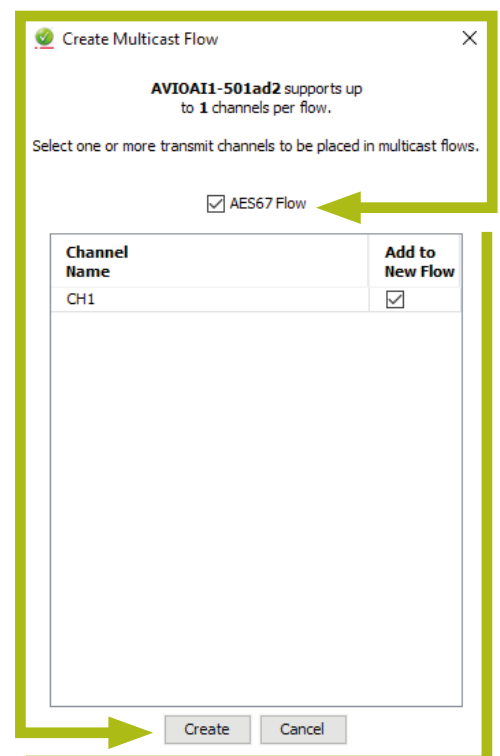 Create Multicast Flow
AVIOAI1-501ad2 supports up
to 1 channels per flow.
Select one or more transmit channels to be placed in multicast flows.
AES67 Flow
Channel
Name
Add to
New Flow
CH1
Create
Cancel